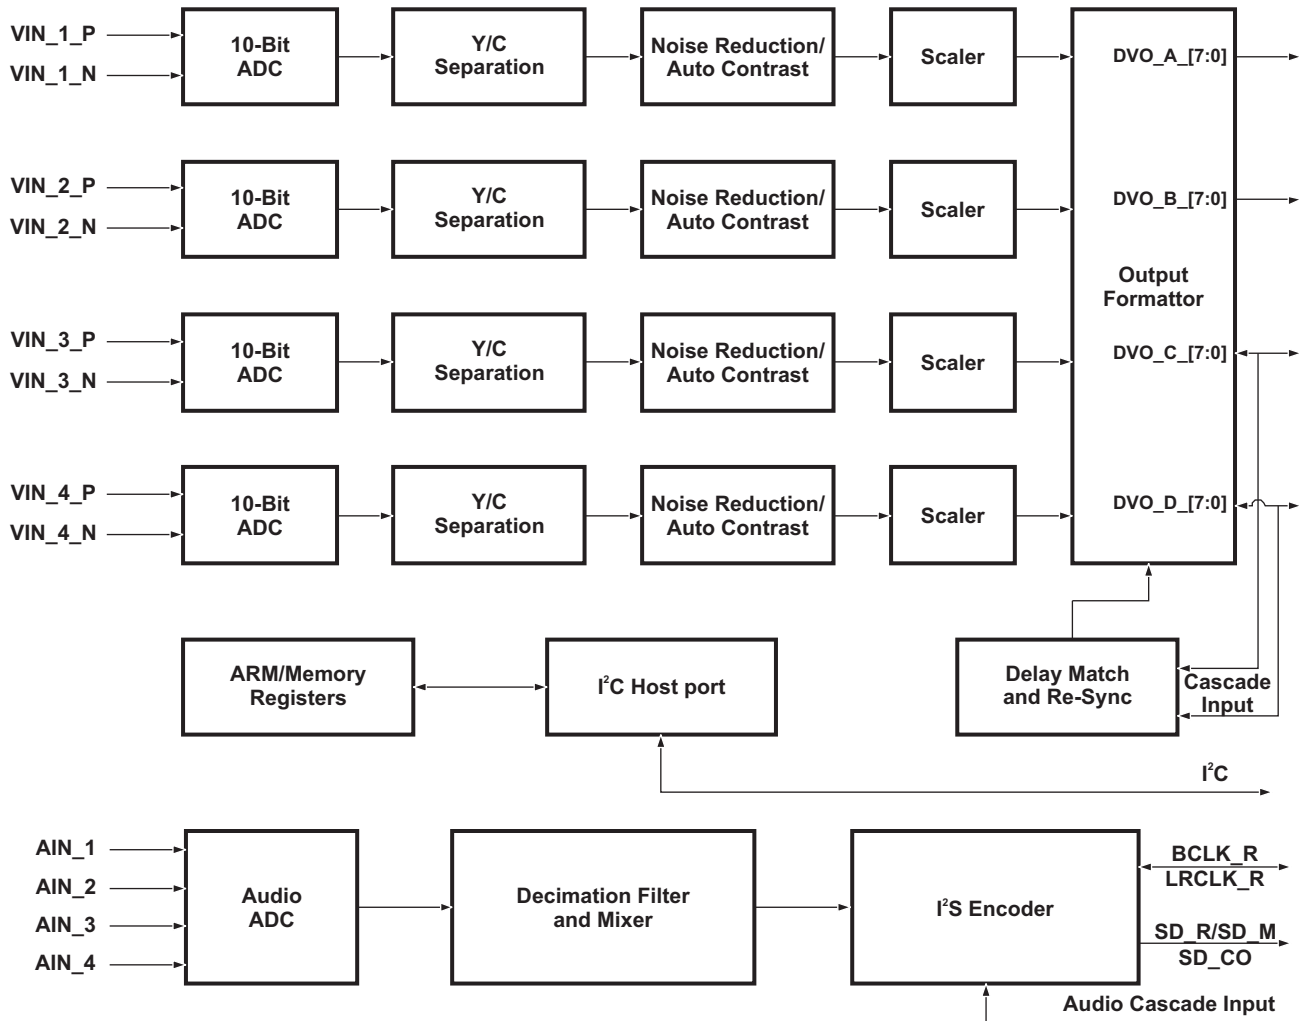 VIN_1_P
VIN_1_N
10-Bit
ADC
Y/C
Separation
Noise Reduction/
Auto Contrast
Scaler
DVO_A_[7:0]
VIN_2_P
VIN_2_N
10-Bit
ADC
Y/C
Separation
Noise Reduction/
Auto Contrast
Scaler
DVO_B_[7:0]
Output
Formattor
VIN_3_P
VIN_3_N
10-Bit
ADC
Y/C
Separation
Noise Reduction/
Auto Contrast
Scaler
DVO_C_[7:0]
VIN_4_P
VIN_4_N
10-Bit
ADC
Y/C
Separation
Noise Reduction/
Auto Contrast
Scaler
DVO_D_[7:0]
ARM/Memory
Registers
I²C Host port
Delay Match
and Re-Sync
Cascade
Input
I²C
AIN_1
AIN_2
AIN_3
AIN_4
Audio
ADC
Decimation Filter
and Mixer
I²S Encoder
BCLK_R
LRCLK_R
SD_R/SD_M
SD_CO
Audio Cascade Input